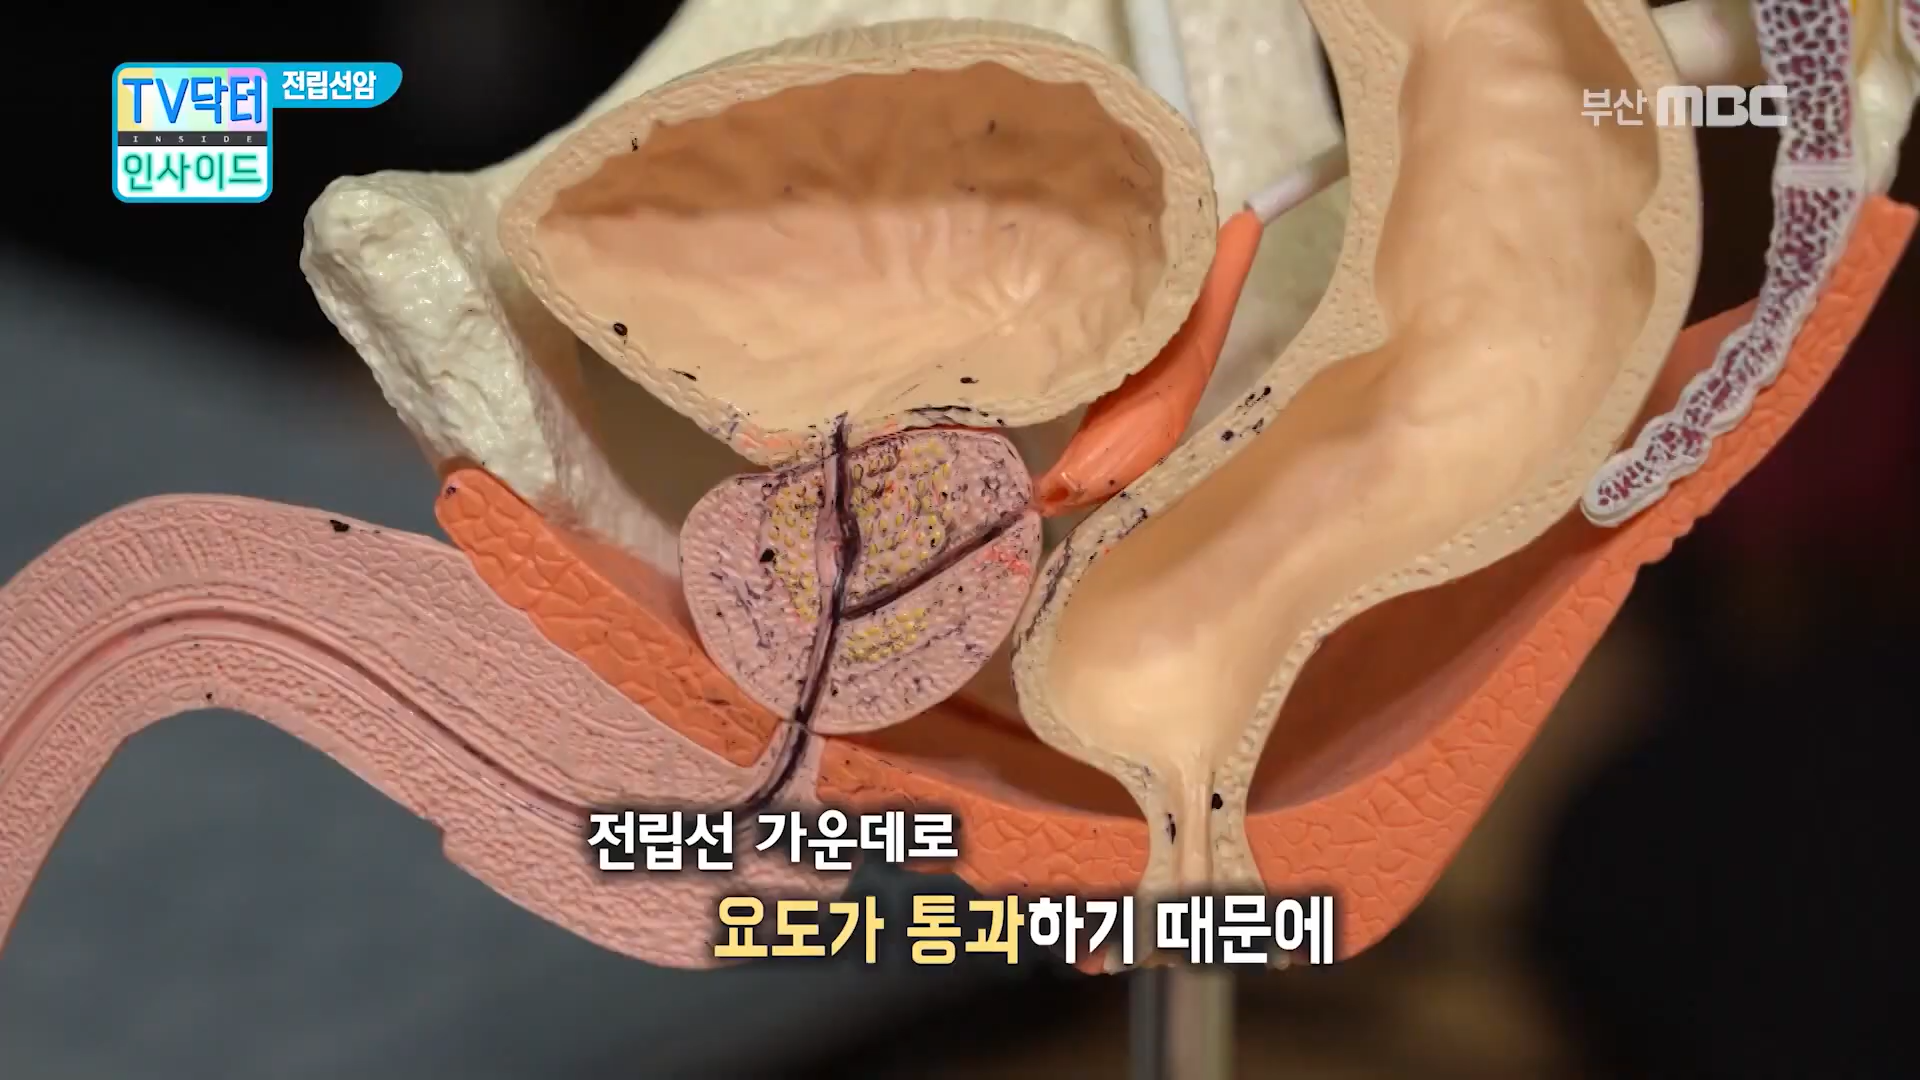 TV닥터
INSIDE
인사이드
전립선암
부산 MBC
전립선 가운데로
요도가 통과하기 때문에